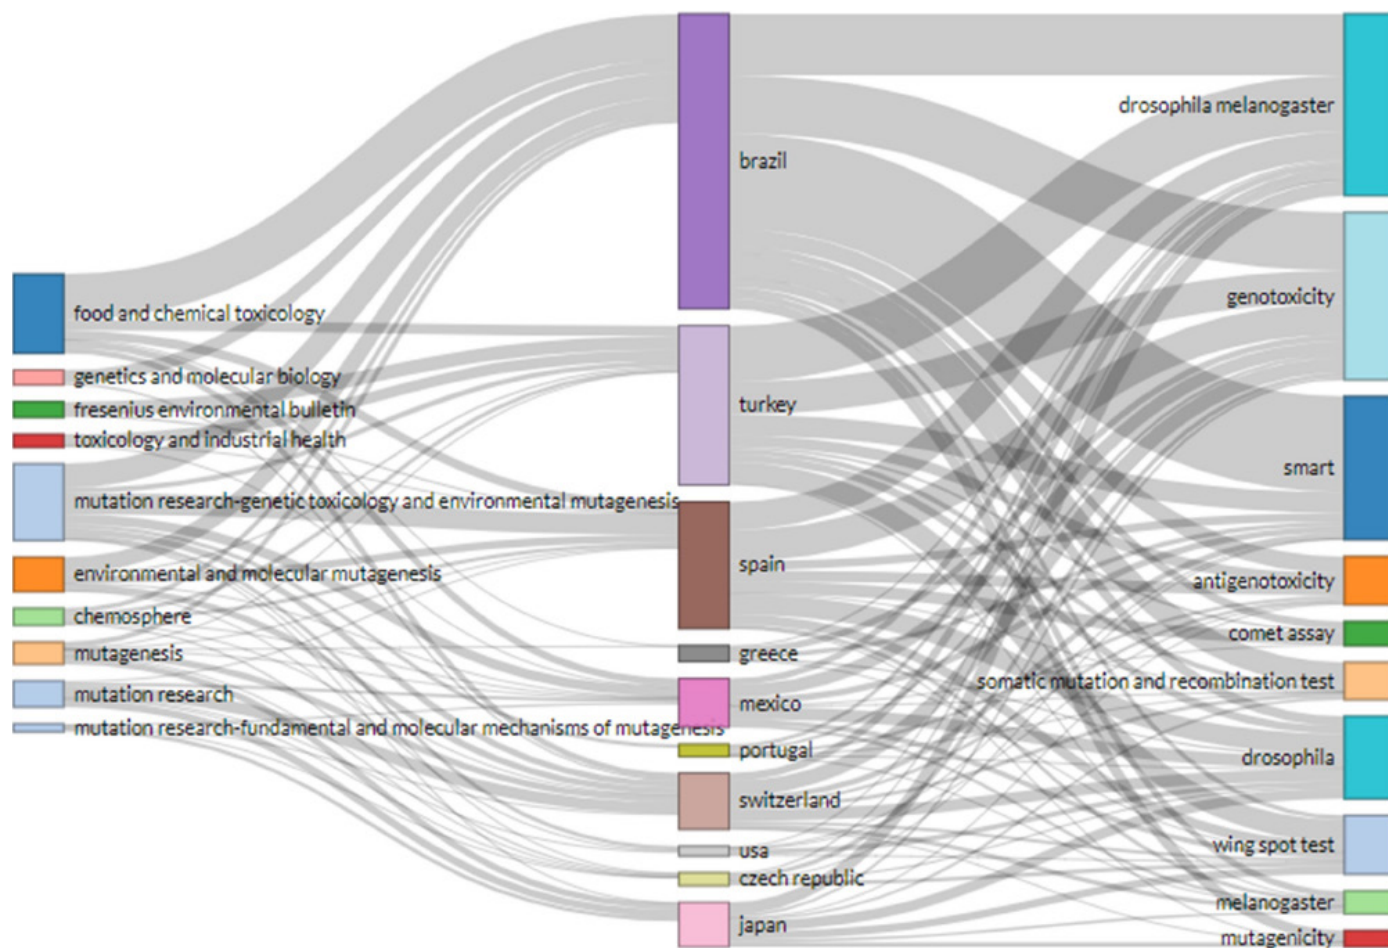 food and chemical toxicology
genetics and molecular biology
fresenius environmental bulletin
toxicology and industrial health
mutation research-genetic toxicology and environmental mutagenesis
environmental and molecular mutagenesis
chemosphere
mutagenesis
mutation research
mutation research-fundamental and molecular mechanisms of mutagenesis
brazil
turkey
spain
greece
mexico
portugal
switzerland
usa
czech republic
japan
drosophila melanogaster
genotoxicity
smart
antigenotoxicity
comet assay
somatic mutation and recombination test
drosophila
wing spot test
melanogaster
mutagenicity